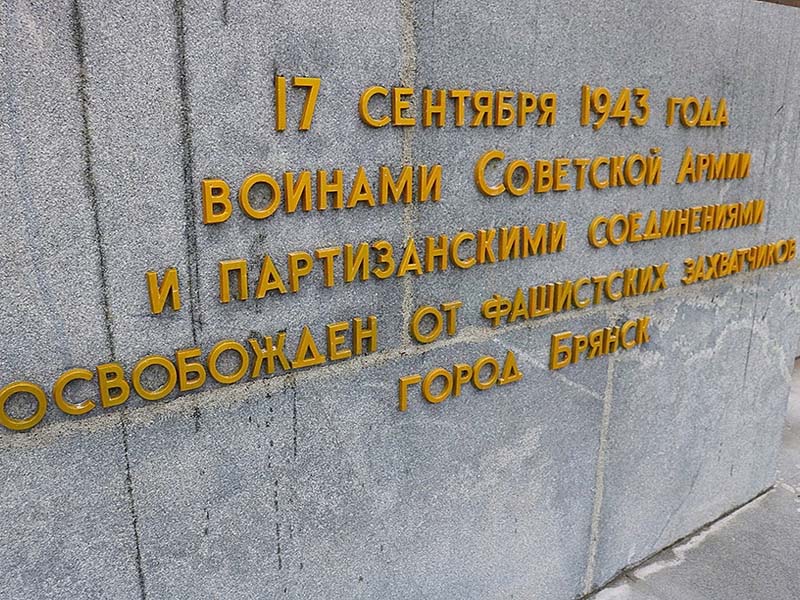 17 СЕНТЯБРЯ 1943 ГОДА
ВОИНАМИ СОВЕТСКОЙ АРМИИ
И ПАРТИЗАНСКИМИ СОЕДИНЕНИЯМИ
ОСВОБОЖДЕН ОТ ФАШИСТСКИХ ЗАХВАТЧИКОВ
ГОРОД БРЯНСК